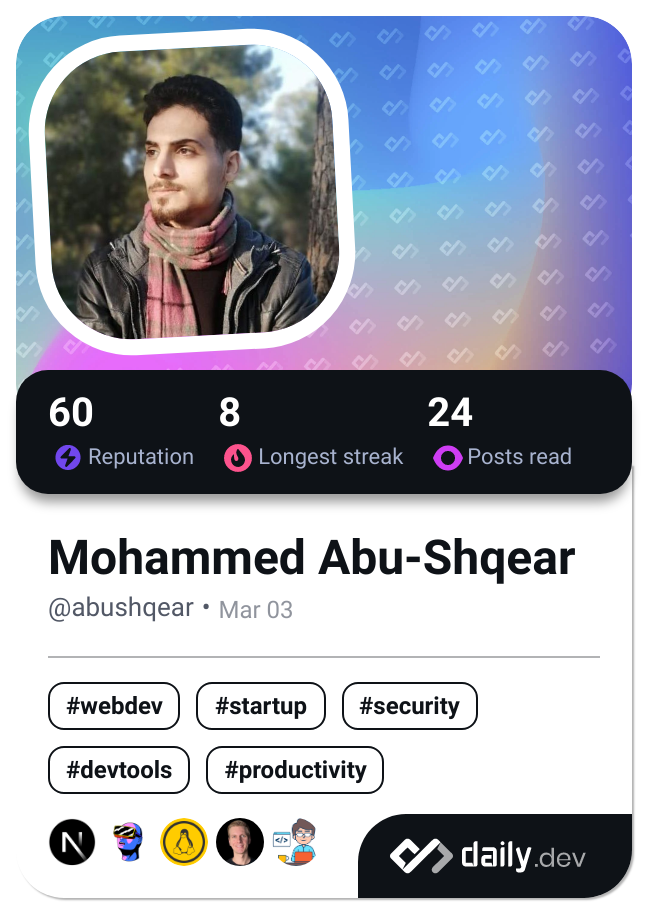 60 8 24
Reputation Longest streak Posts read
Mohammed Abu-Shqear
@abushqear • Mar 03
#webdev #startup #security
#devtools #productivity
N </>
daily.dev